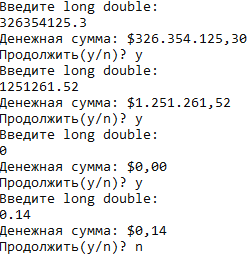 Введите long double:
326354125.3
Денежная сумма: $326.354.125,30
Продолжить(y/n)? y
Введите long double:
1251261.52
Денежная сумма: $1.251.261,52
Продолжить(y/n)? y
Введите long double:
0
Денежная сумма: $0,00
Продолжить(y/n)? y
Введите long double:
0.14
Денежная сумма: $0,14
Продолжить(y/n)? n